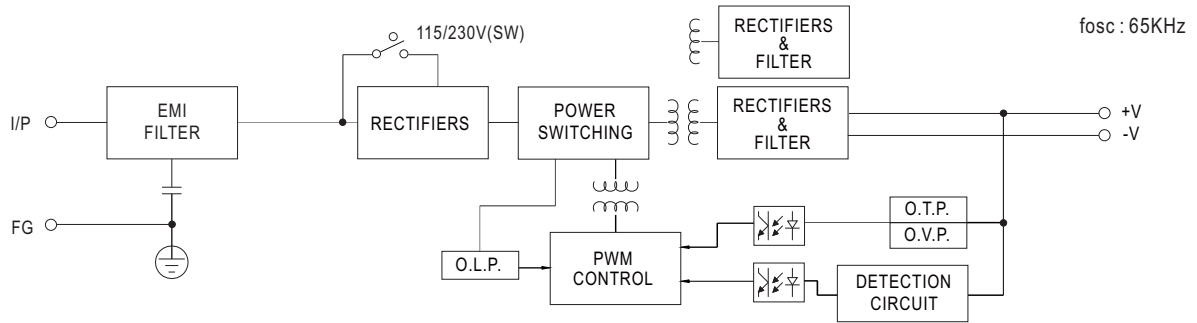 115/230V(SW)
RECTIFIERS
&
FILTER
fosc : 65KHz
I/P
EMI
FILTER
RECTIFIERS
POWER
SWITCHING
RECTIFIERS
&
FILTER
+V
-V
FG
O.L.P.
PWM
CONTROL
O.T.P.
O.V.P.
DETECTION
CIRCUIT